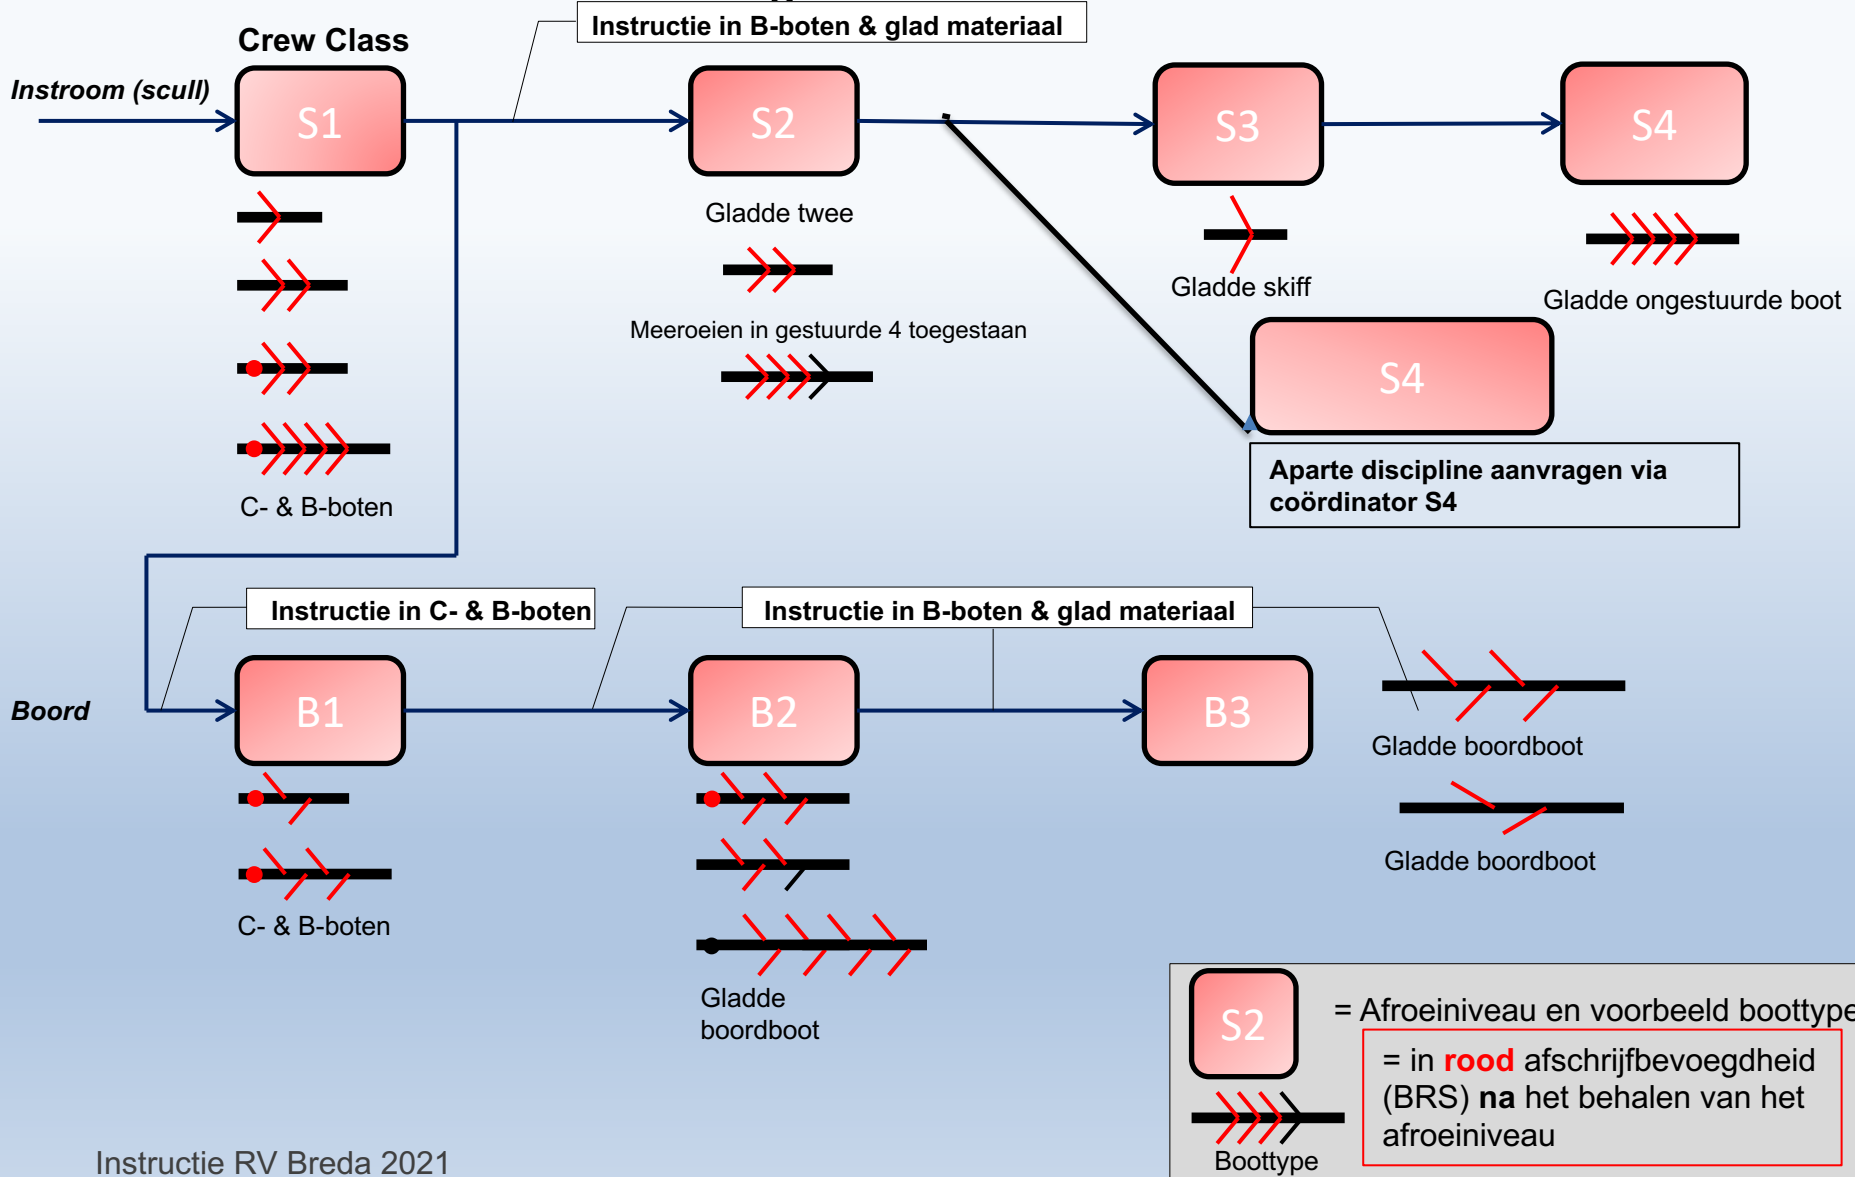 Instructie in B-boten & glad materiaal
Crew Class
Instroom (scull)
S1
S2
S3
S4
Gladde twee
Meeroeien in gestuurde 4 toegestaan
Gladde skiff
Gladde ongestuurde boot
S4
Aparte discipline aanvragen via
coördinator S4
C- & B-boten
Instructie in C- & B-boten
Instructie in B-boten & glad materiaal
Boord
B1
B2
B3
Gladde boordboot
Gladde boordboot
C- & B-boten
Gladde
boordboot
S2
= Afroeiniveau en voorbeeld boottype
= in rood afschrijfbevoegdheid
(BRS) na het behalen van het
afroeiniveau
Boottype
Instructie RV Breda 2021